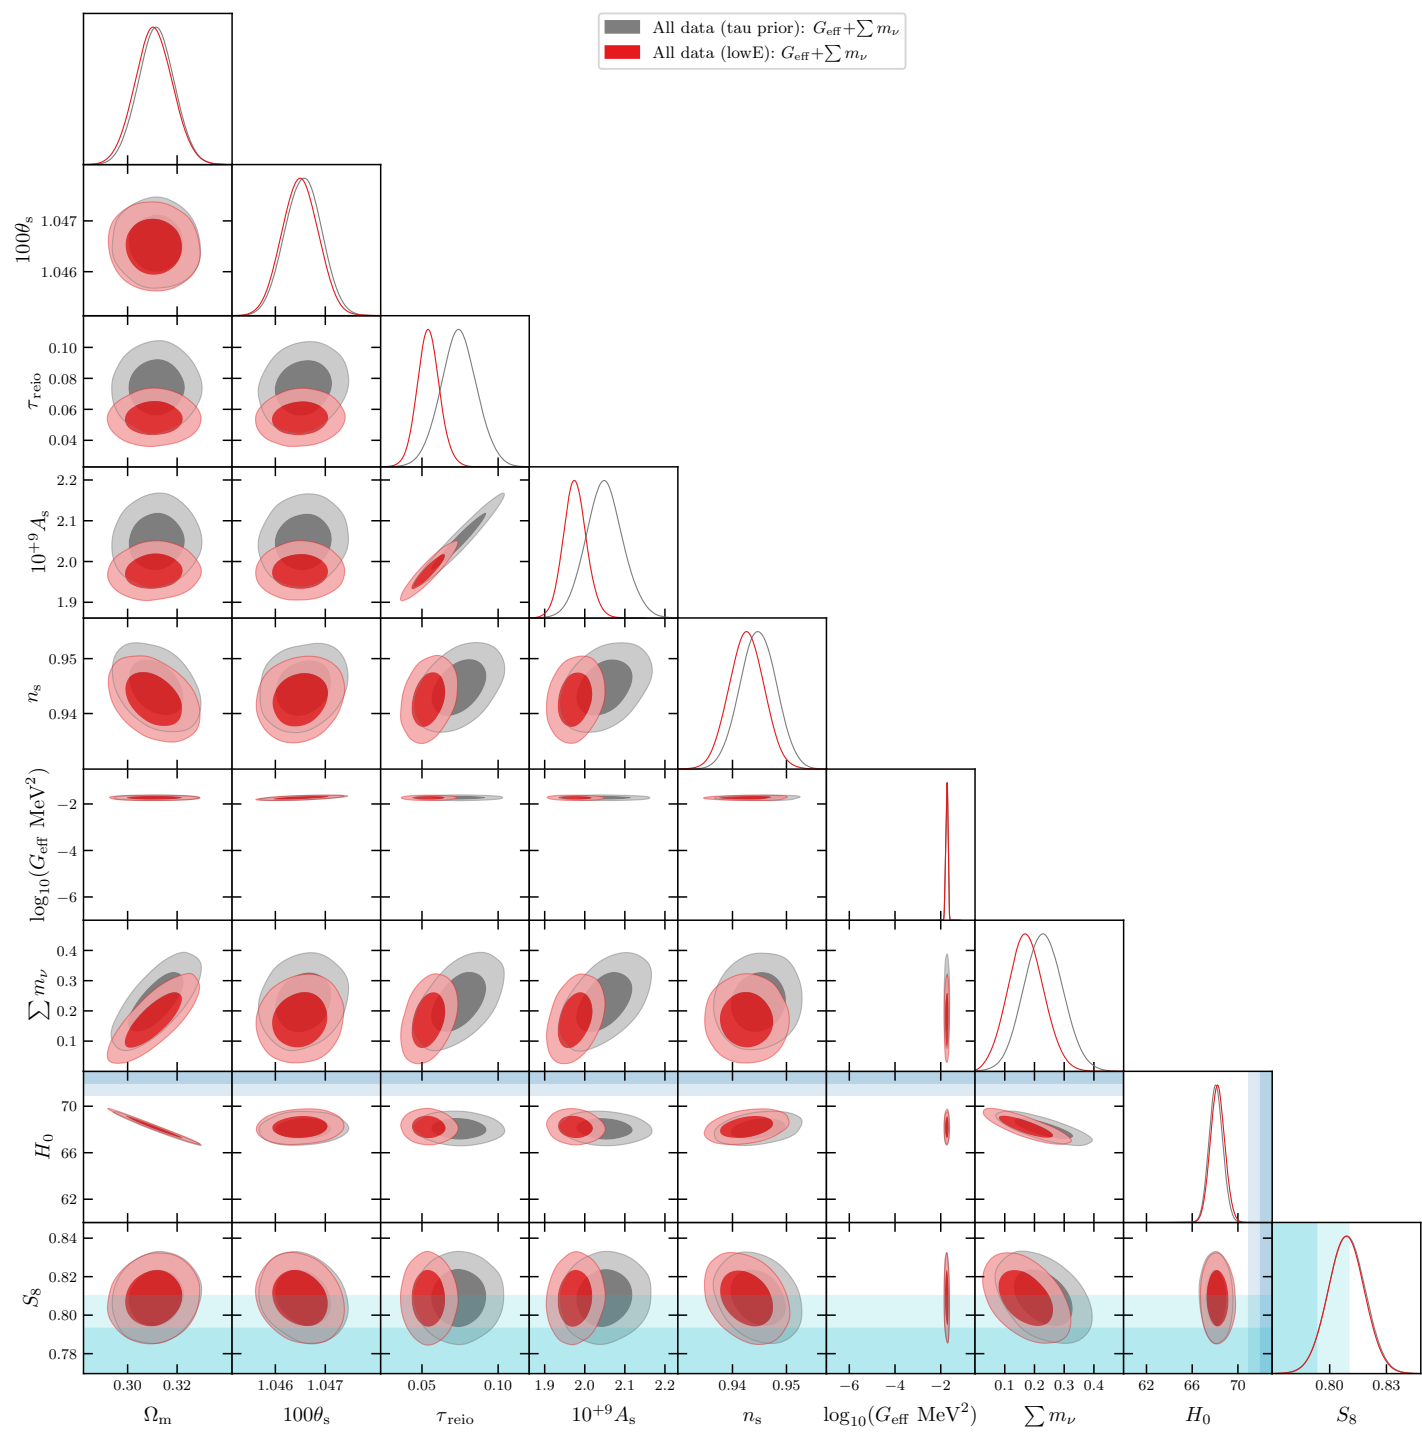 All data (tau prior): G_eff+∑ m_ν
All data (lowE): G_eff+∑ m_ν
100θ_s
1.047
1.046
τ_reio
0.10
0.08
0.06
0.04
10^{+9}A_s
2.2
2.1
2.0
1.9
n_s
0.95
0.94
log_10(G_eff MeV^2)
−2
−4
−6
∑ m_ν
0.4
0.3
0.2
0.1
H_0
70
66
62
S_8
0.84
0.82
0.80
0.78
0.30 0.32 1.046 1.047 0.05 0.10 1.9 2.0 2.1 2.2 0.94 0.95 −6 −4 −2 0.1 0.2 0.3 0.4 62 66 70 0.80 0.83
Ω_m 100θ_s τ_reio 10^{+9}A_s n_s log_10(G_eff MeV^2) ∑ m_ν H_0 S_8